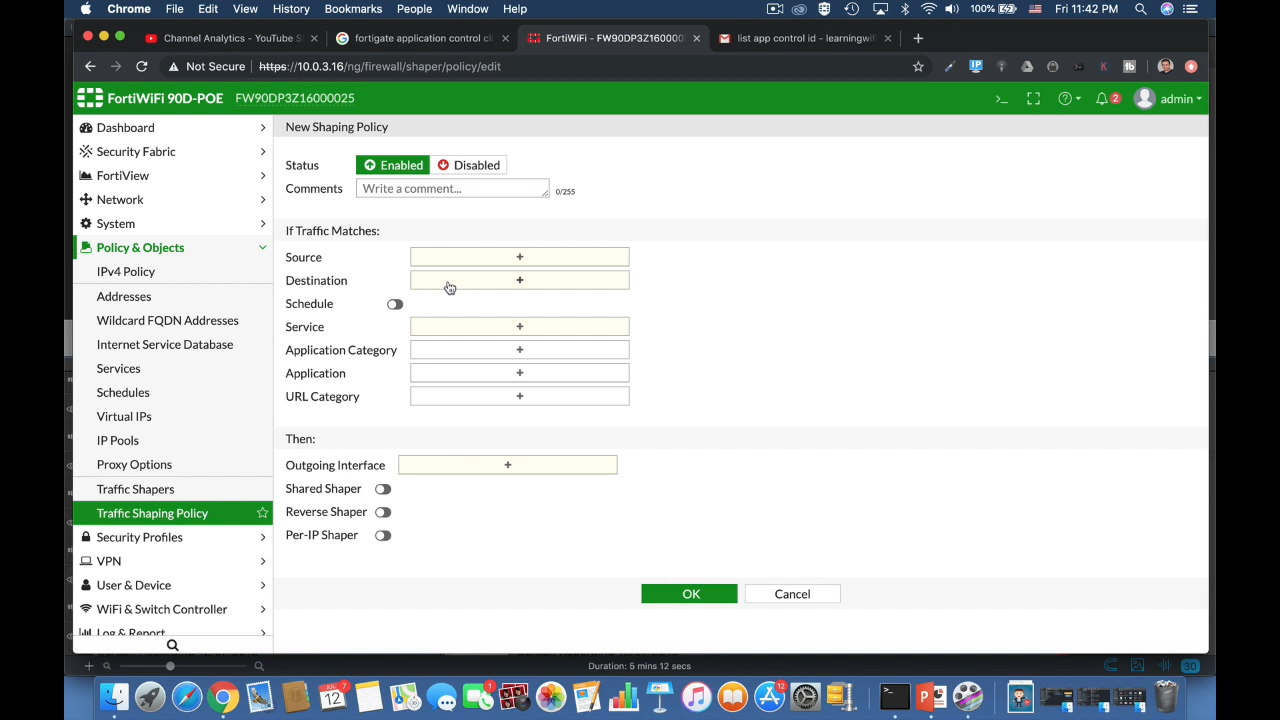 Chrome File Edit View History Bookmarks People Window Help 100% Fri 11:42 PM
Channel Analytics - YouTube S
fortigate application control cli
FortiWiFi - FW90DP3Z160000
list app control id - learningwif
Not Secure https://10.0.3.16/ng/firewall/shaper/policy/edit
FortiWiFi 90D-POE FW90DP3Z16000025 2 admin
Dashboard
Security Fabric
FortiView
Network
System
Policy & Objects
IPv4 Policy
Addresses
Wildcard FQDN Addresses
Internet Service Database
Services
Schedules
Virtual IPs
IP Pools
Proxy Options
Traffic Shapers
Traffic Shaping Policy
Security Profiles
VPN
User & Device
WiFi & Switch Controller
Log & Report
New Shaping Policy
Status Enabled Disabled
Comments Write a comment... 0/255
If Traffic Matches:
Source +
Destination +
Schedule
Service +
Application Category +
Application +
URL Category +
Then:
Outgoing Interface +
Shared Shaper
Reverse Shaper
Per-IP Shaper
OK Cancel
Duration: 5 mins 12 secs 30